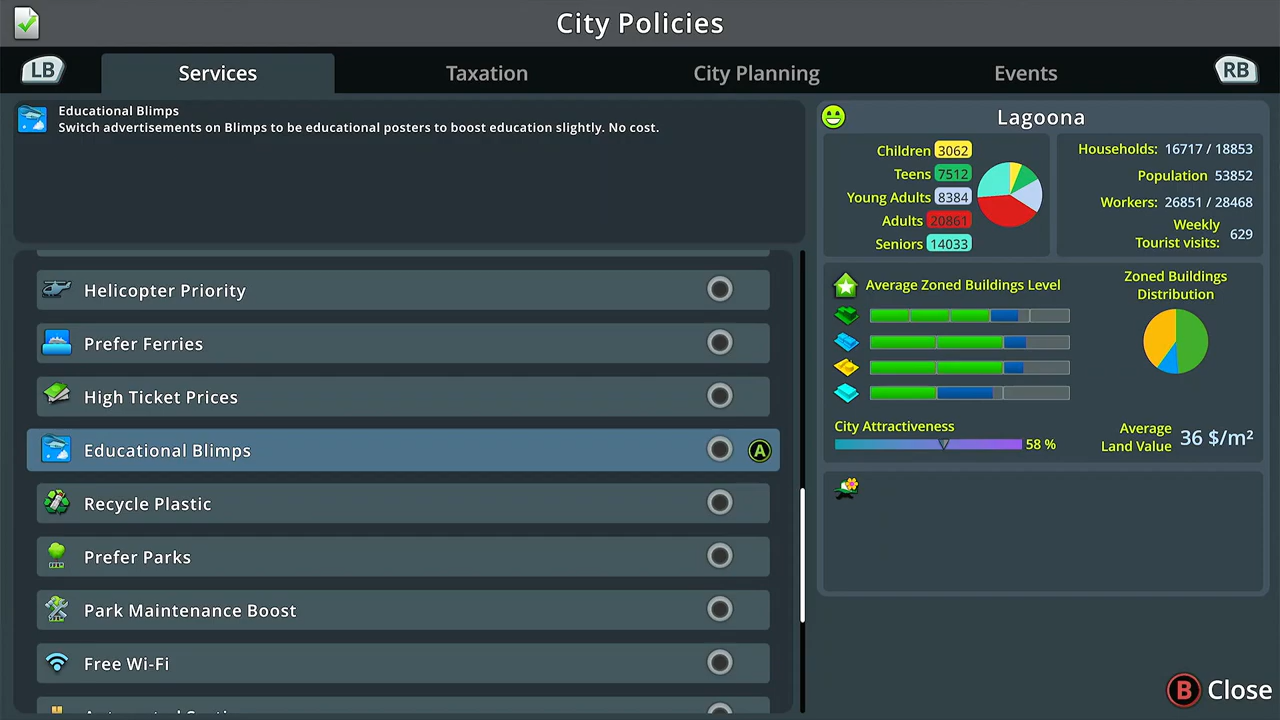 City Policies
LB
Services
Taxation
City Planning
Events
RB
Educational Blimps
Switch advertisements on Blimps to be educational posters to boost education slightly. No cost.
Helicopter Priority
Prefer Ferries
High Ticket Prices
Educational Blimps
A
Recycle Plastic
Prefer Parks
Park Maintenance Boost
Free Wi-Fi
Lagoona
Children 3062
Teens 7512
Young Adults 8384
Adults 20861
Seniors 14033
Households: 16717 / 18853
Population 53852
Workers: 26851 / 28468
Weekly
Tourist visits: 629
Average Zoned Buildings Level
Zoned Buildings
Distribution
City Attractiveness
58 %
Average
Land Value 36 $/m²
B Close